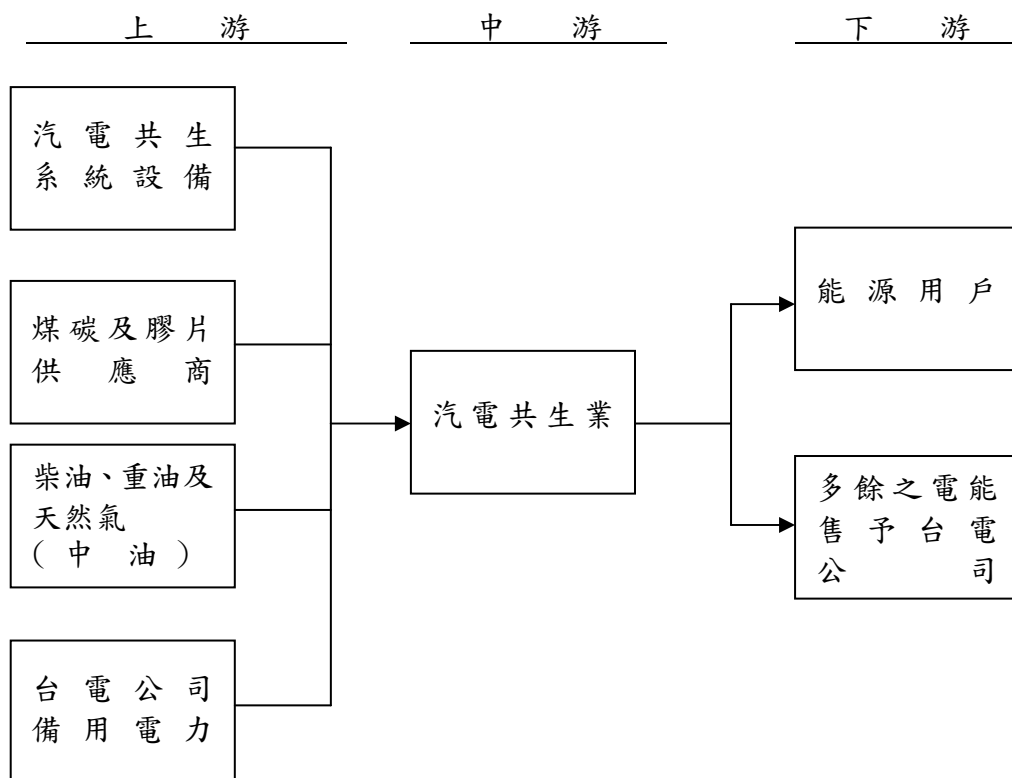 上游
中游
下游
汽電共生
系統設備
煤碳及膠片
供應商
柴油、重油及
天然氣
(中油)
台電公司
備用電力
汽電共生業
能源用戶
多餘之電能
售予台電
公司